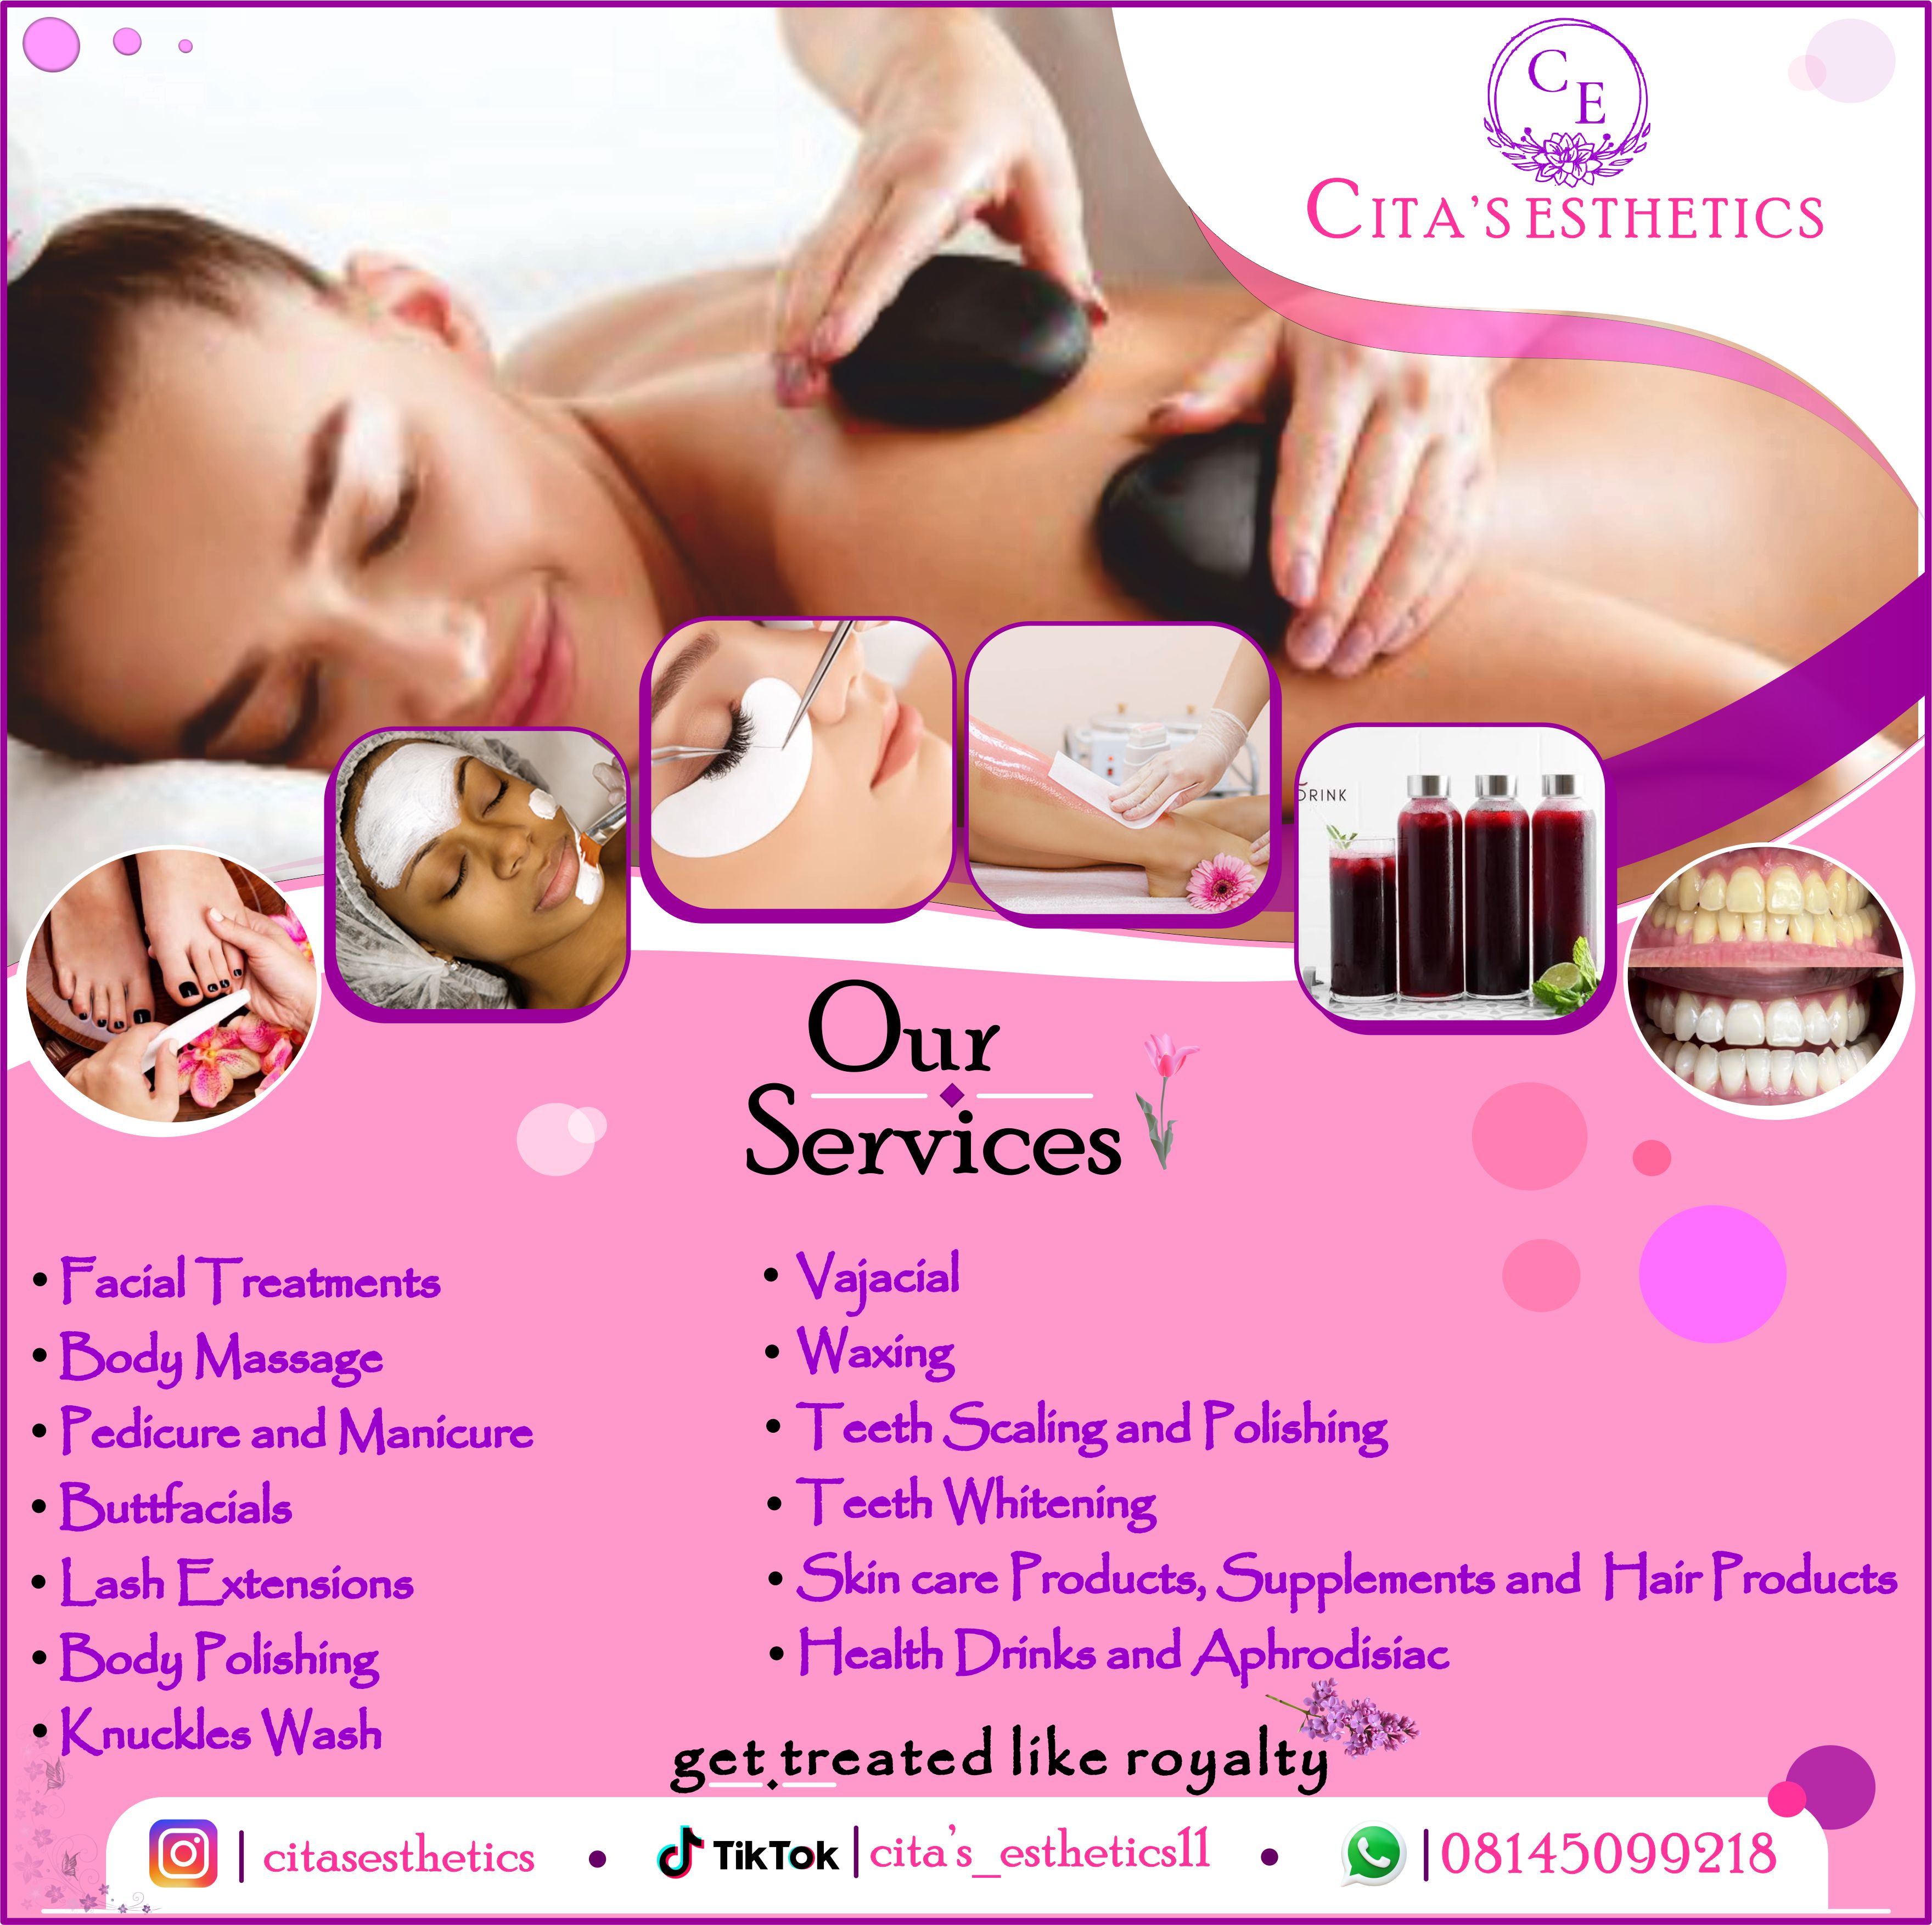 C E
CITA'S ESTHETICS
DRINK
Our
Services
• Facial Treatments
• Body Massage
• Pedicure and Manicure
• Buttfacials
• Lash Extensions
• Body Polishing
• Knuckles Wash
• Vajacial
• Waxing
• Teeth Scaling and Polishing
• Teeth Whitening
• Skin care Products, Supplements and Hair Products
• Health Drinks and Aphrodisiac
get treated like royalty
| citasesthetics • TikTok | cita's_esthetics11 • | 08145099218